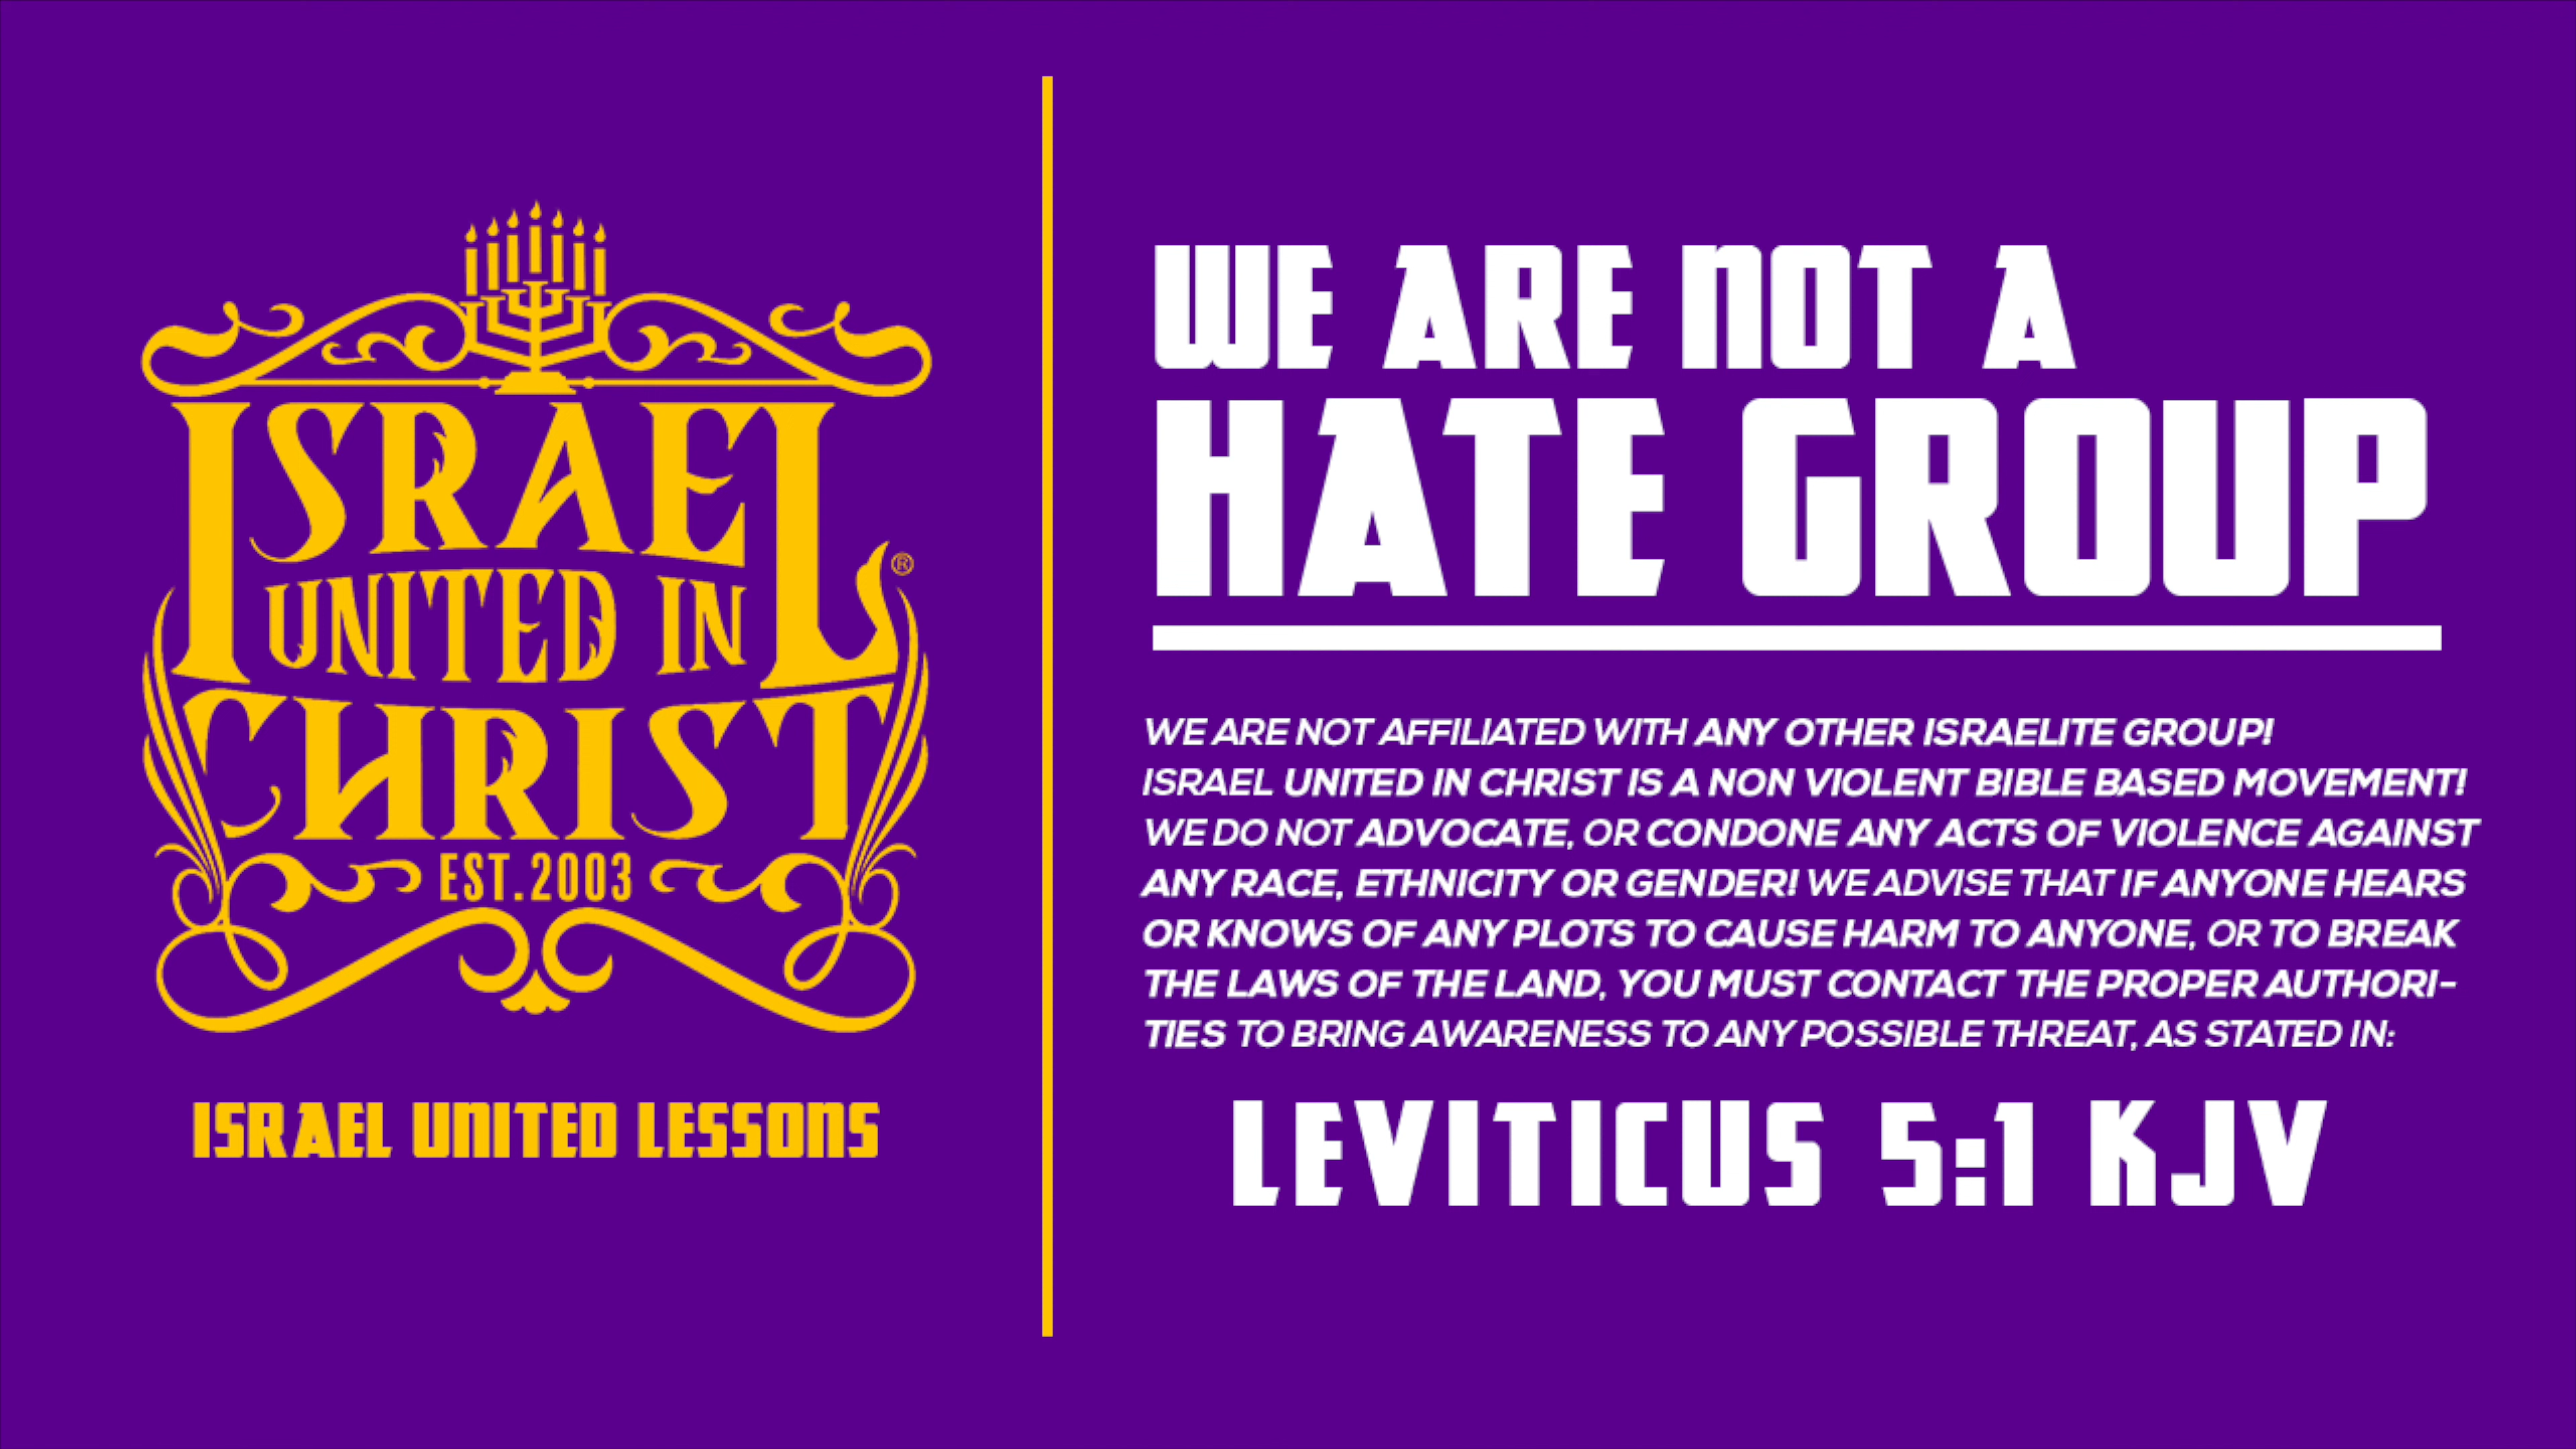 ISRAEL
UNITED IN
CHRIST
®
EST. 2003
ISRAEL UNITED LESSONS
WE ARE NOT A
HATE GROUP
WE ARE NOT AFFILIATED WITH ANY OTHER ISRAELITE GROUP!
ISRAEL UNITED IN CHRIST IS A NON VIOLENT BIBLE BASED MOVEMENT!
WE DO NOT ADVOCATE, OR CONDONE ANY ACTS OF VIOLENCE AGAINST
ANY RACE, ETHNICITY OR GENDER! WE ADVISE THAT IF ANYONE HEARS
OR KNOWS OF ANY PLOTS TO CAUSE HARM TO ANYONE, OR TO BREAK
THE LAWS OF THE LAND, YOU MUST CONTACT THE PROPER AUTHORI-
TIES TO BRING AWARENESS TO ANY POSSIBLE THREAT, AS STATED IN:
LEVITICUS 5:1 KJV